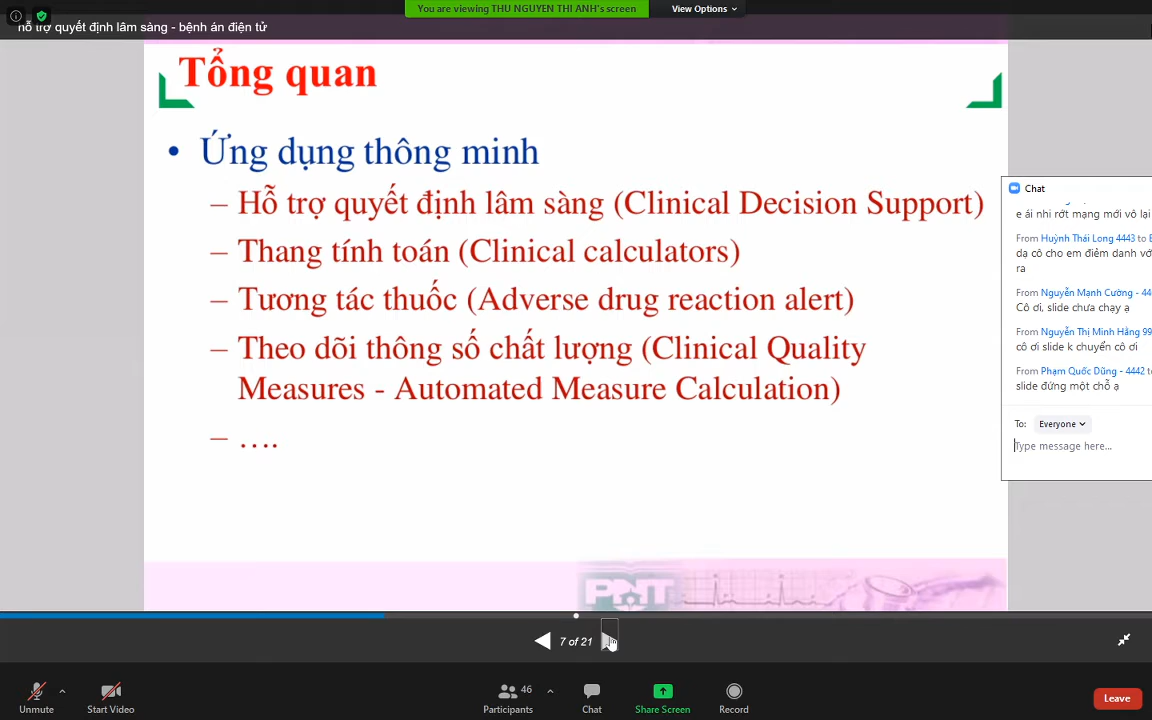 You are viewing THU NGUYEN THI ANH's screen
View Options
hỗ trợ quyết định lâm sàng - bệnh án điện tử
Tổng quan
• Ứng dụng thông minh
– Hỗ trợ quyết định lâm sàng (Clinical Decision Support)
– Thang tính toán (Clinical calculators)
– Tương tác thuốc (Adverse drug reaction alert)
– Theo dõi thông số chất lượng (Clinical Quality
Measures - Automated Measure Calculation)
– ….
PNT
Chat
e ái nhi rớt mạng mới vô lại
From Huỳnh Thái Long 4443 to
dạ cô cho em điểm danh với
ra
From Nguyễn Mạnh Cường - 44
Cô ơi, slide chưa chạy ạ
From Nguyễn Thị Minh Hằng 99
cô ơi slide k chuyển cô ơi
From Phạm Quốc Dũng - 4442 to
slide đứng một chỗ ạ
To: Everyone
Type message here...
7 of 21
Unmute
Start Video
46
Participants
Chat
Share Screen
Record
Leave